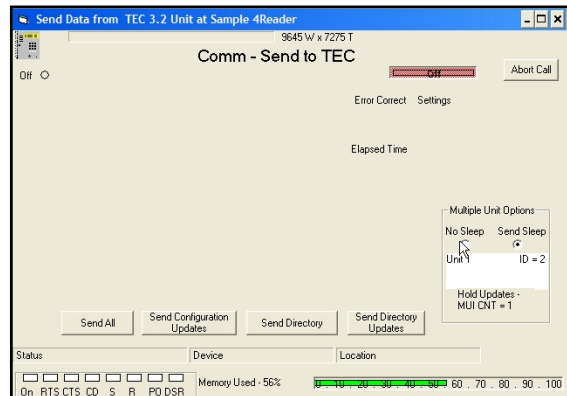 Send Data from TEC 3.2 Unit at Sample 4Reader
9645 W x 7275 T
Comm - Send to TEC
Off
Off
Abort Call
Error Correct Settings
Elapsed Time
Multiple Unit Options
No Sleep Send Sleep
Unit 1 ID = 2
Hold Updates -
MUI CNT = 1
Send All
Send Configuration
Updates
Send Directory
Send Directory
Updates
Status Device Location
On RTS CTS CD S R PO DSR
Memory Used - 56%
0 . 10 . 20 . 30 . 40 . 50 . 60 . 70 . 80 . 90 . 100